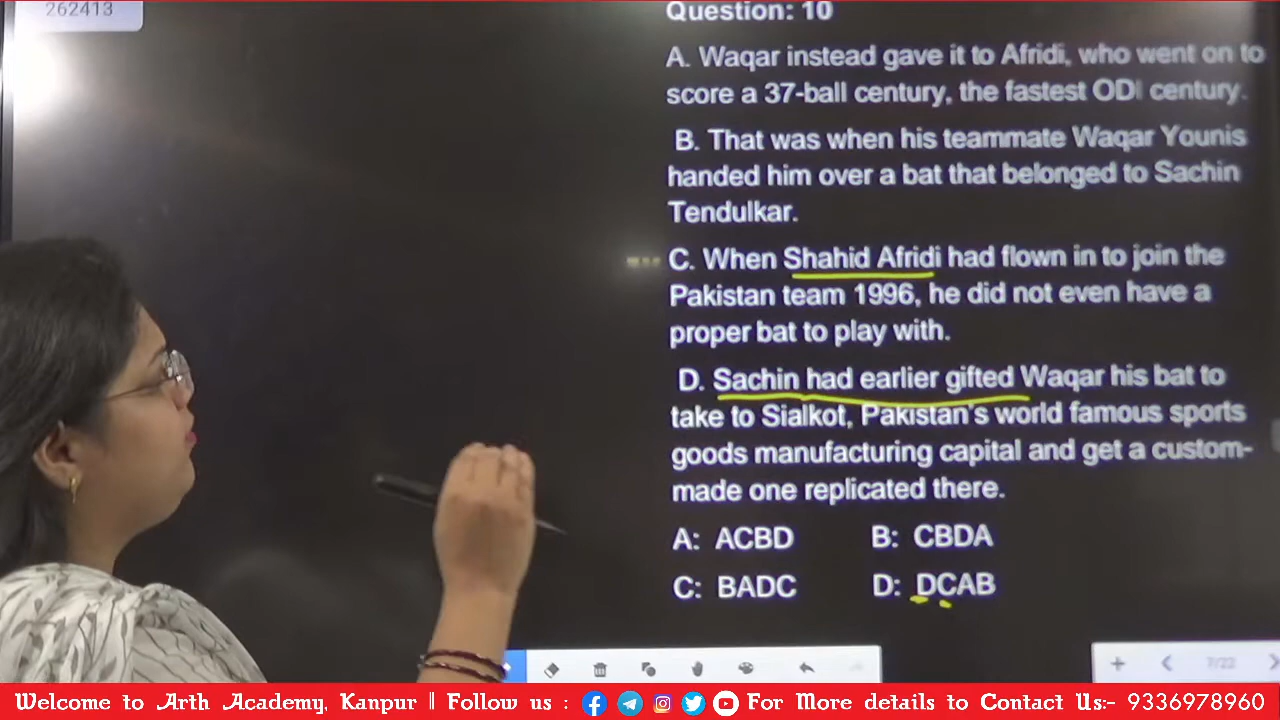 262413
Question: 10
A. Waqar instead gave it to Afridi, who went on to
score a 37-ball century, the fastest ODI century.
B. That was when his teammate Waqar Younis
handed him over a bat that belonged to Sachin
Tendulkar.
C. When Shahid Afridi had flown in to join the
Pakistan team 1996, he did not even have a
proper bat to play with.
D. Sachin had earlier gifted Waqar his bat to
take to Sialkot, Pakistan's world famous sports
goods manufacturing capital and get a custom-
made one replicated there.
A: ACBD B: CBDA
C: BADC D: DCAB
7/22
Welcome to Arth Academy, Kanpur || Follow us : For More details to Contact Us:- 9336978960